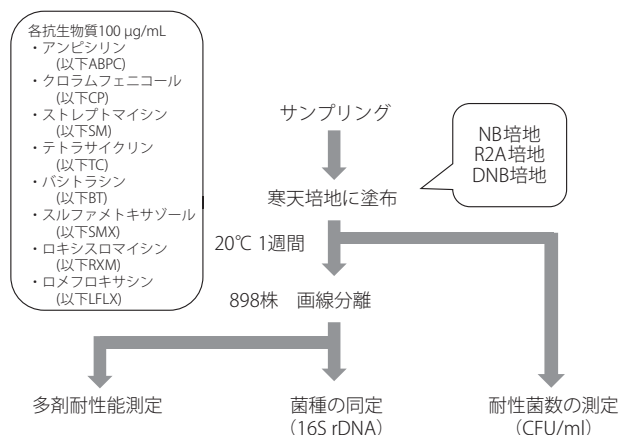 各抗生物質100 μg/mL
・アンピシリン
(以下ABPC)
・クロラムフェニコール
(以下CP)
・ストレプトマイシン
(以下SM)
・テトラサイクリン
(以下TC)
・バシトラシン
(以下BT)
・スルファメトキサゾール
(以下SMX)
・ロキシスロマイシン
(以下RXM)
・ロメフロキサシン
(以下LFLX)
サンプリング
NB培地
R2A培地
DNB培地
寒天培地に塗布
20℃ 1週間
898株　画線分離
多剤耐性能測定
菌種の同定
（16S rDNA）
耐性菌数の測定
（CFU/ml）